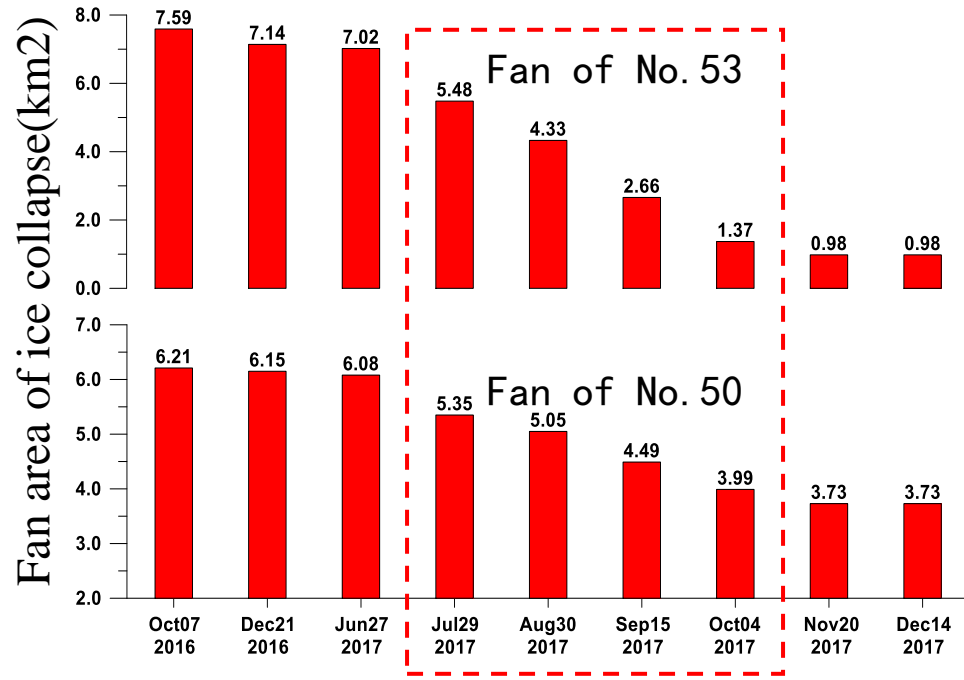 Fan area of ice collapse(km2)
8.0
6.0
4.0
2.0
0.0
Fan of No.53
7.59
7.14
7.02
5.48
4.33
2.66
1.37
0.98
0.98
7.0
6.0
5.0
4.0
3.0
2.0
Fan of No.50
6.21
6.15
6.08
5.35
5.05
4.49
3.99
3.73
3.73
Oct07 2016
Dec21 2016
Jun27 2017
Jul29 2017
Aug30 2017
Sep15 2017
Oct04 2017
Nov20 2017
Dec14 2017